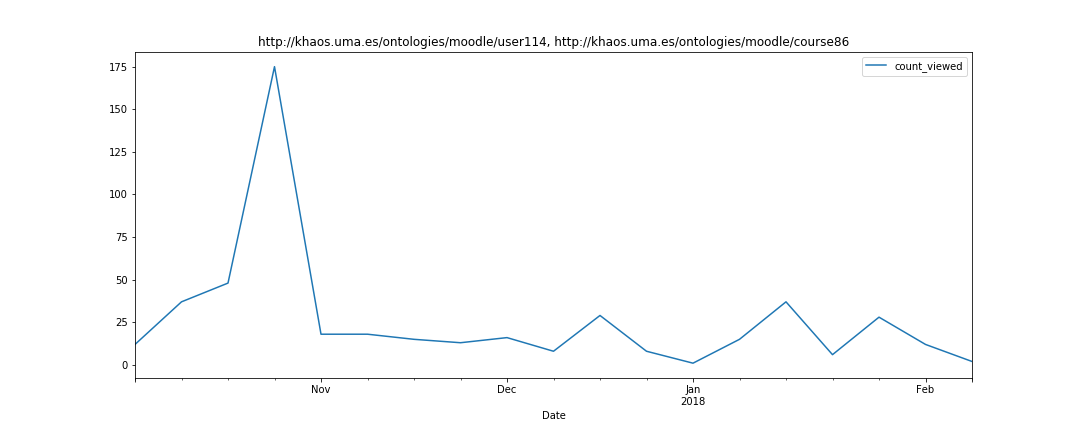 http://khaos.uma.es/ontologies/moodle/user114, http://khaos.uma.es/ontologies/moodle/course86
count_viewed
175
150
125
100
75
50
25
0
Nov
Dec
Jan
2018
Feb
Date